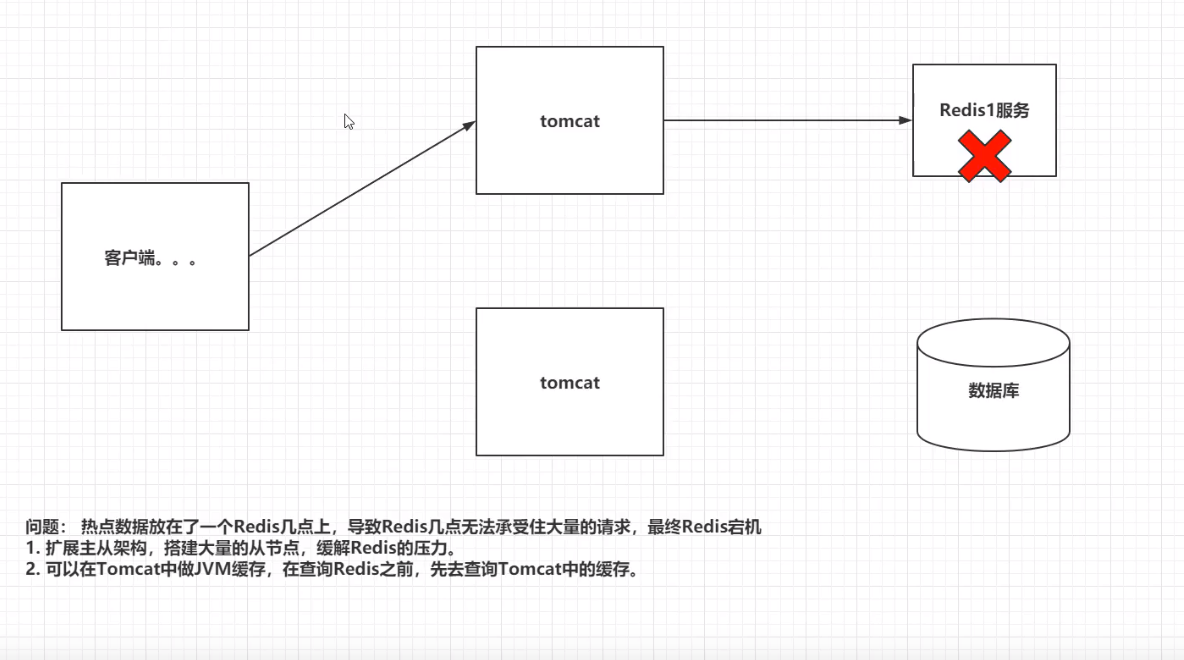 tomcat
Redis1服务
客户端。。。
tomcat
数据库
问题： 热点数据放在了一个Redis几点上，导致Redis几点无法承受住大量的请求，最终Redis宕机
1. 扩展主从架构，搭建大量的从节点，缓解Redis的压力。
2. 可以在Tomcat中做JVM缓存，在查询Redis之前，先去查询Tomcat中的缓存。